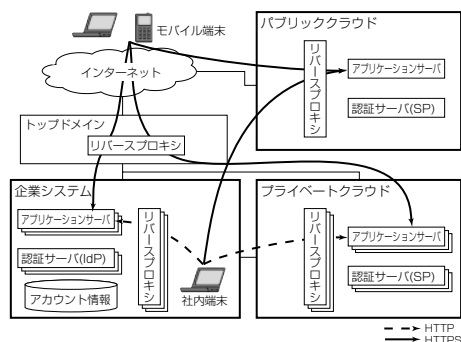 モバイル端末
パブリッククラウド
リバースプロキシ
アプリケーションサーバ
認証サーバ(SP)
インターネット
トップドメイン
リバースプロキシ
企業システム
アプリケーションサーバ
認証サーバ(IdP)
アカウント情報
リバースプロキシ
社内端末
プライベートクラウド
リバースプロキシ
アプリケーションサーバ
認証サーバ(SP)
HTTP
HTTPS